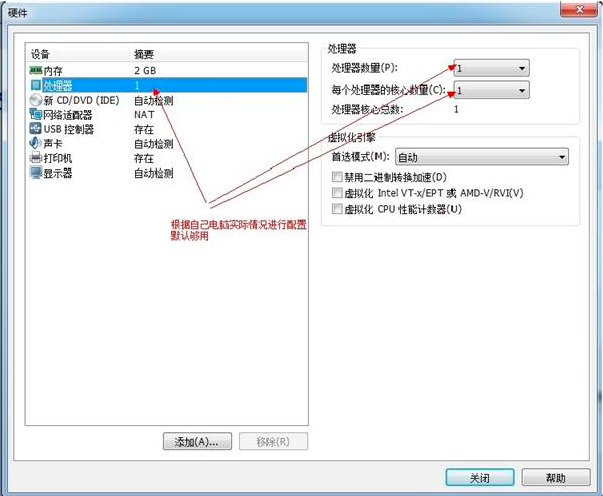 硬件
设备 摘要
内存 2 GB
处理器 1
新 CD/DVD (IDE) 自动检测
网络适配器 NAT
USB 控制器 存在
声卡 自动检测
打印机 存在
显示器 自动检测
根据自己电脑实际情况进行配置
默认够用
添加(A)... 移除(R)
处理器
处理器数量(P): 1
每个处理器的核心数量(C): 1
处理器核心总数: 1
虚拟化引擎
首选模式(M): 自动
禁用二进制转换加速(D)
虚拟化 Intel VT-x/EPT 或 AMD-V/RVI(V)
虚拟化 CPU 性能计数器(U)
关闭 帮助